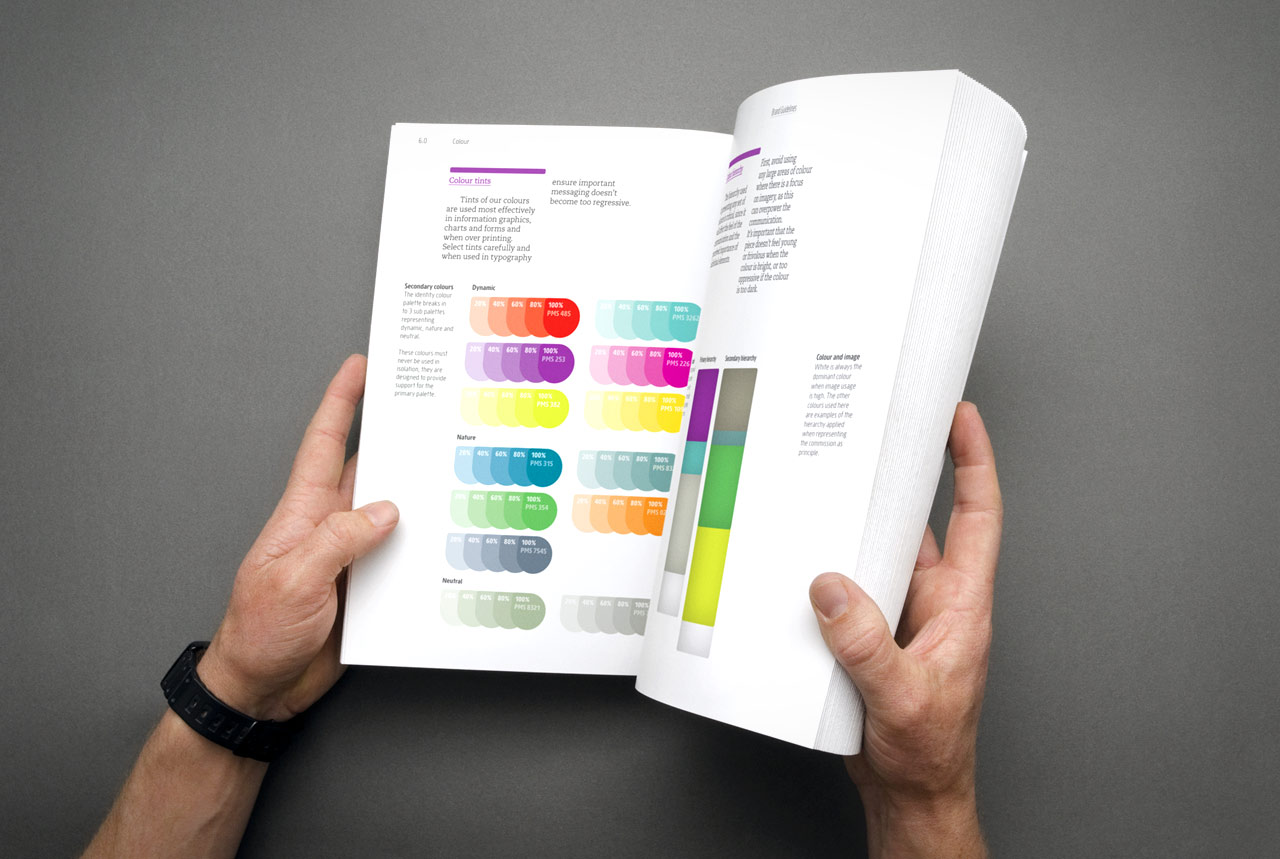 6.0
Colour
Colour tints
Tints of our colours
are used most effectively
in information graphics,
charts and forms and
when over printing.
Select tints carefully and
when used in typography
ensure important
messaging doesn't
become too regressive.
Secondary colours
The identity colour
palette breaks in
to 3 sub palettes
representing
dynamic, nature and
neutral.
These colours must
never be used in
isolation, they are
designed to provide
support for the
primary palette.
Dynamic
20% 40% 60% 80% 100%
PMS 485
20% 40% 60% 80% 100%
PMS 3262
20% 40% 60% 80% 100%
PMS 253
20% 40% 60% 80% 100%
PMS 226
20% 40% 60% 80% 100%
PMS 382
20% 40% 60% 80% 100%
PMS
Nature
20% 40% 60% 80% 100%
PMS 315
20% 40% 60% 80% 100%
PMS
20% 40% 60% 80% 100%
PMS 354
20% 40% 60% 80% 100%
PMS
20% 40% 60% 80% 100%
PMS 7545
Neutral
20% 40% 60% 80% 100%
PMS 8321
20% 40% 60% 80% 100%
PMS
Brand Guidelines
First, avoid using
any large areas of colour
where there is a focus
on imagery, as this
can overpower the
communication.
It's important that the
piece doesn't feel young
or frivolous when the
colour is bright, or too
oppressive if the colour
is too dark.
Primary hierarchy
Secondary hierarchy
Colour and image
White is always the
dominant colour
when image usage
is high. The other
colours used here
are examples of the
hierarchy applied
when representing
the commission as
principle.